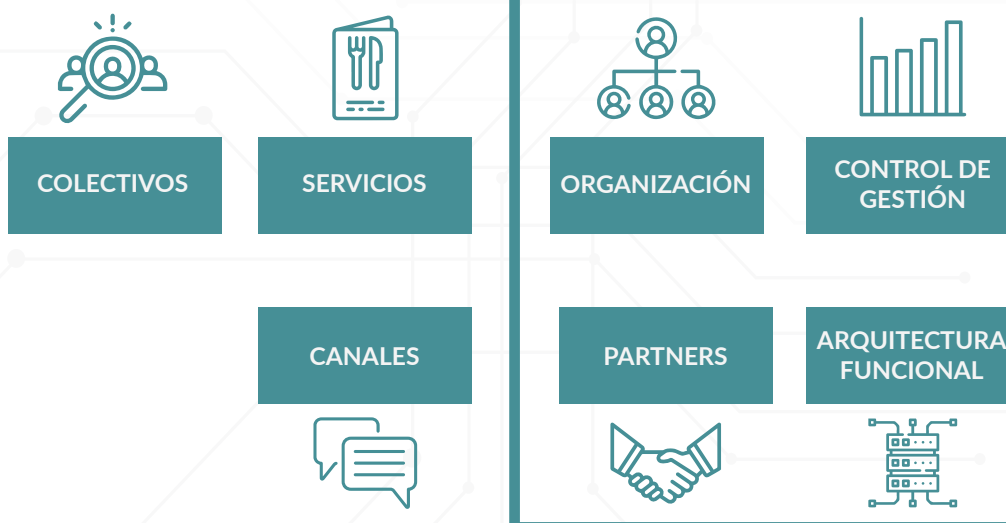 COLECTIVOS
SERVICIOS
ORGANIZACIÓN
CONTROL DE
GESTIÓN
CANALES
PARTNERS
ARQUITECTURA
FUNCIONAL